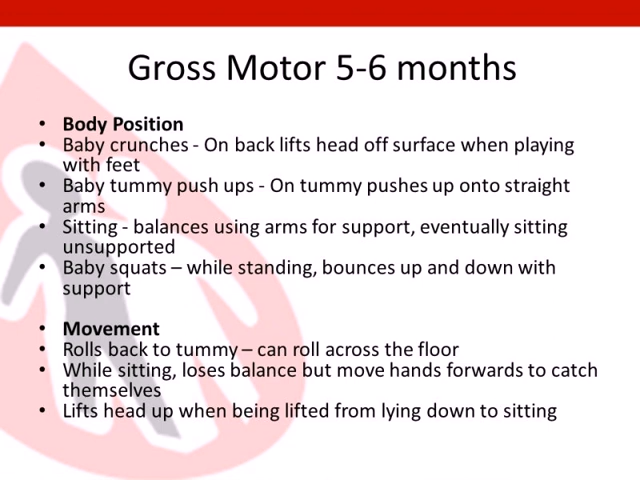 Gross Motor 5-6 months
• Body Position
• Baby crunches - On back lifts head off surface when playing
with feet
• Baby tummy push ups - On tummy pushes up onto straight
arms
• Sitting - balances using arms for support, eventually sitting
unsupported
• Baby squats – while standing, bounces up and down with
support
• Movement
• Rolls back to tummy – can roll across the floor
• While sitting, loses balance but move hands forwards to catch
themselves
• Lifts head up when being lifted from lying down to sitting